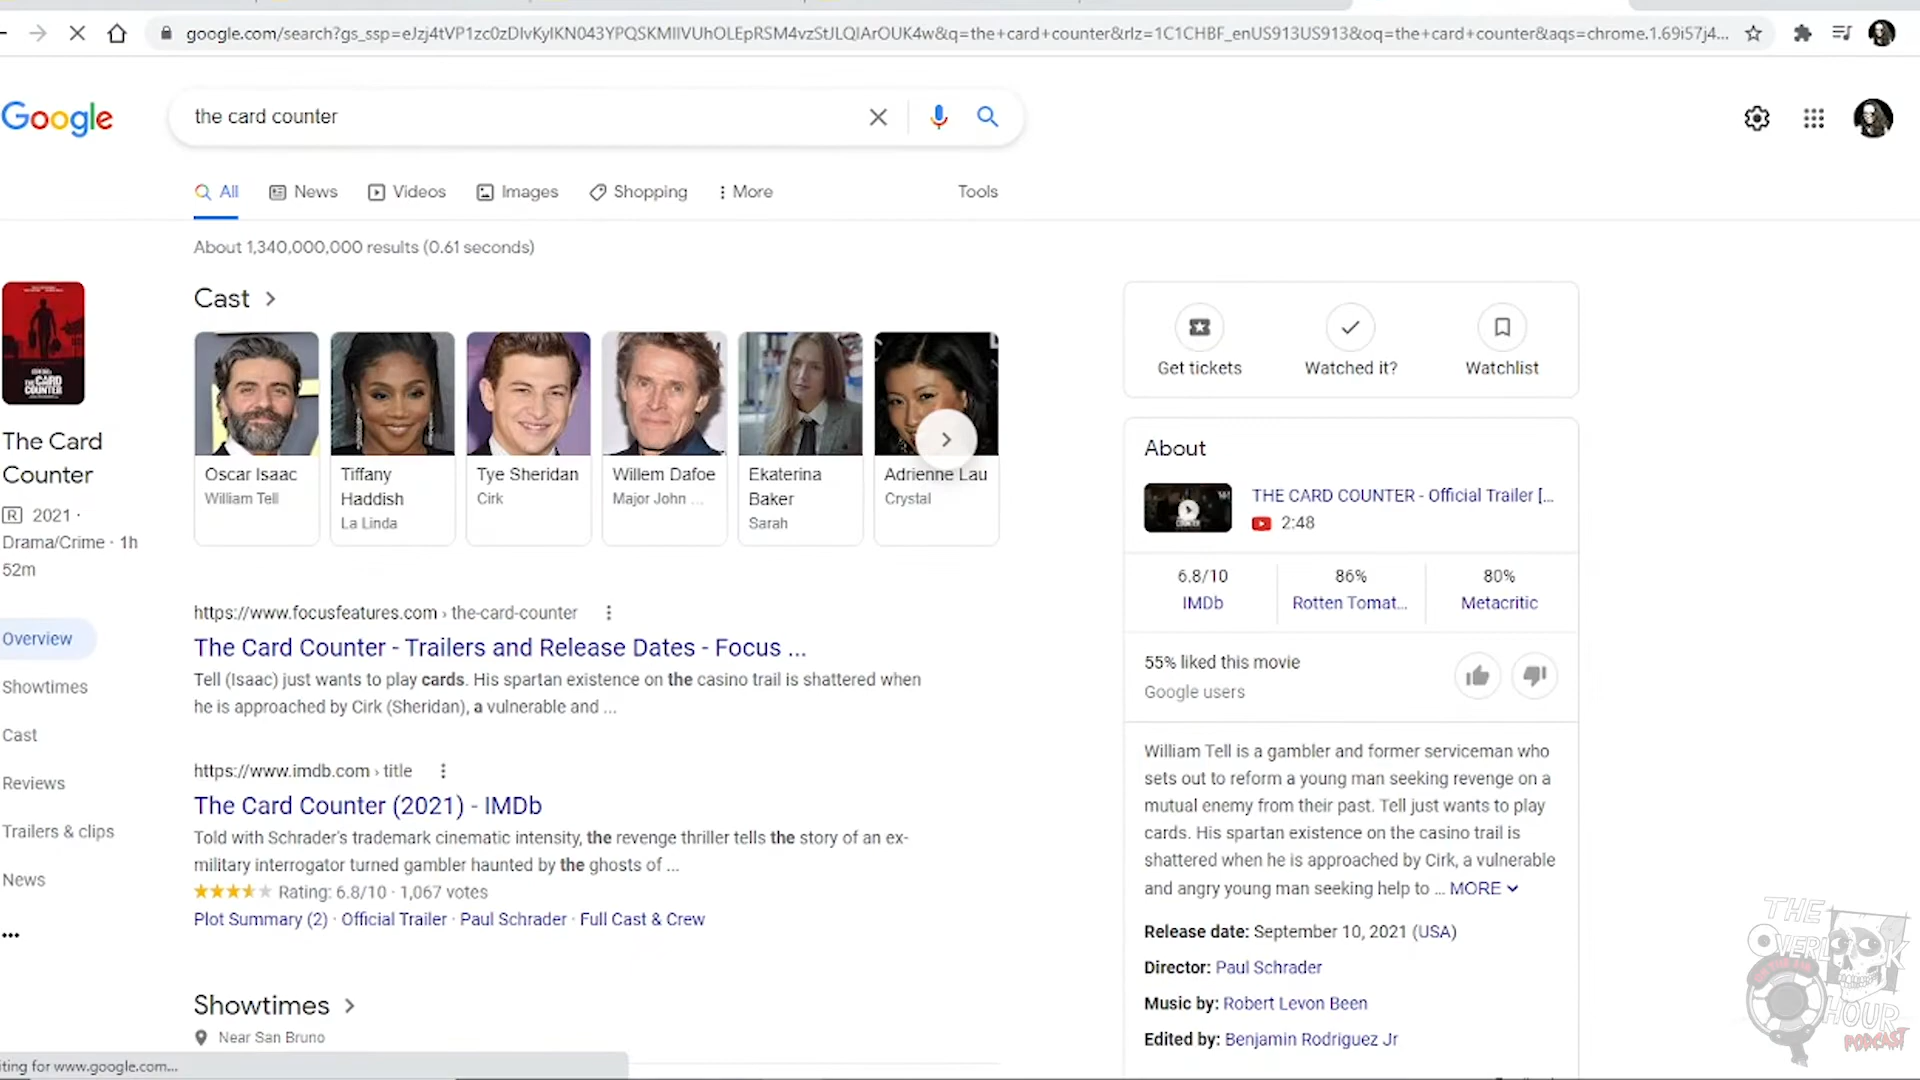 google.com/search?gs_ssp=eJzj4tVP1zc0zDIvKyIKN043YPQSKMlIVUhOLEpRSM4vzStJLQIArOUK4w&q=the+card+counter&rlz=1C1CHBF_enUS913US913&oq=the+card+counter&aqs=chrome.1.69i57j4...
Google
the card counter
All
News
Videos
Images
Shopping
More
Tools
About 1,340,000,000 results (0.61 seconds)
THE CARD COUNTER
The Card
Counter
R 2021 ·
Drama/Crime · 1h
52m
Overview
Showtimes
Cast
Reviews
Trailers & clips
News
Cast
Oscar Isaac
William Tell
Tiffany
Haddish
La Linda
Tye Sheridan
Cirk
Willem Dafoe
Major John ...
Ekaterina
Baker
Sarah
Adrienne Lau
Crystal
https://www.focusfeatures.com › the-card-counter
The Card Counter - Trailers and Release Dates - Focus ...
Tell (Isaac) just wants to play cards. His spartan existence on the casino trail is shattered when
he is approached by Cirk (Sheridan), a vulnerable and ...
https://www.imdb.com › title
The Card Counter (2021) - IMDb
Told with Schrader's trademark cinematic intensity, the revenge thriller tells the story of an ex-
military interrogator turned gambler haunted by the ghosts of ...
Rating: 6.8/10 · 1,067 votes
Plot Summary (2) · Official Trailer · Paul Schrader · Full Cast & Crew
Showtimes
Near San Bruno
iting for www.google.com...
Get tickets
Watched it?
Watchlist
About
THE CARD COUNTER - Official Trailer [...
2:48
6.8/10
IMDb
86%
Rotten Tomat...
80%
Metacritic
55% liked this movie
Google users
William Tell is a gambler and former serviceman who
sets out to reform a young man seeking revenge on a
mutual enemy from their past. Tell just wants to play
cards. His spartan existence on the casino trail is
shattered when he is approached by Cirk, a vulnerable
and angry young man seeking help to ... MORE
Release date: September 10, 2021 (USA)
Director: Paul Schrader
Music by: Robert Levon Been
Edited by: Benjamin Rodriguez Jr
THE
OVERLOOK
HOUR
PODCAST